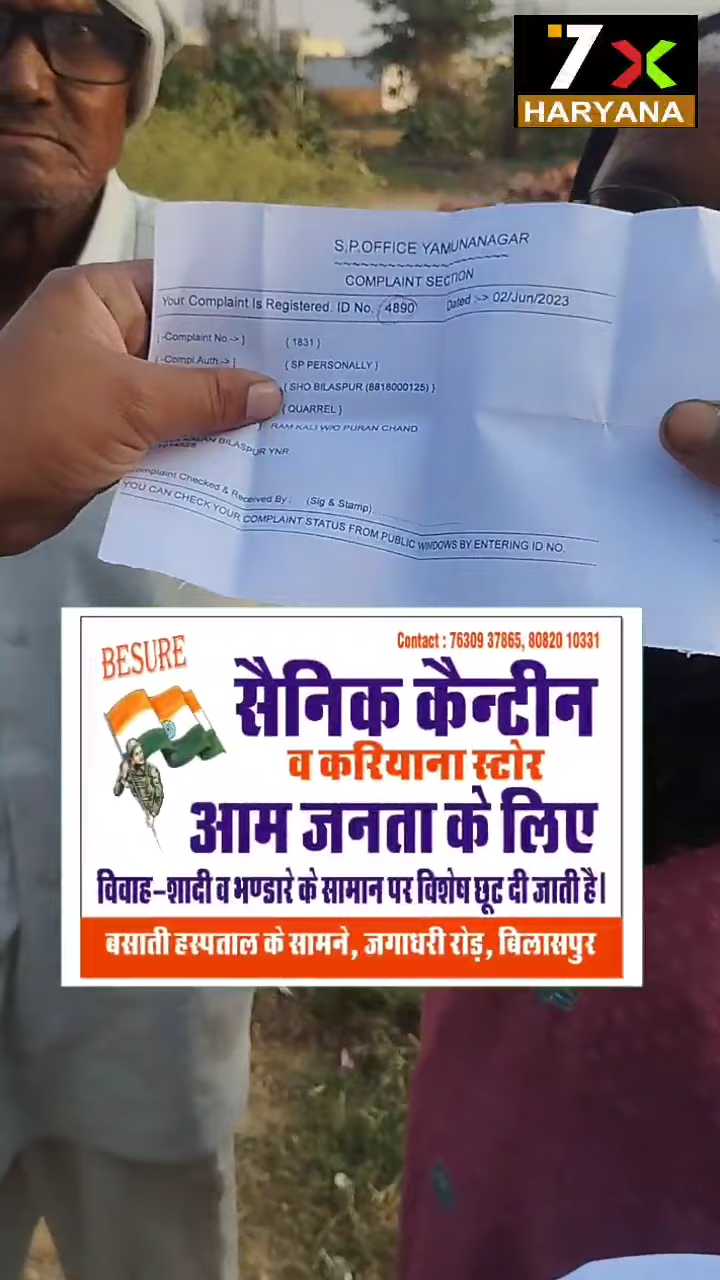 7X
HARYANA
S.P.OFFICE YAMUNANAGAR
COMPLAINT SECTION
Your Complaint Is Registered. ID No. 4890 Dated :-> 02/Jun/2023
[ -Complaint No.-> ] { 1831 }
[ -Compl.Auth.-> ] { SP PERSONALLY }
{ SHO BILASPUR (8818000125) }
{ QUARREL }
RAM KALI W/O PURAN CHAND
BILASPUR YNR
Complaint Checked & Received By : (Sig & Stamp)....................
YOU CAN CHECK YOUR COMPLAINT STATUS FROM PUBLIC WINDOWS BY ENTERING ID NO.
BESURE
Contact : 76309 37865, 80820 10331
सैनिक कैन्टीन
व करियाना स्टोर
आम जनता के लिए
विवाह-शादी व भण्डारे के सामान पर विशेष छूट दी जाती है।
बसाती हस्पताल के सामने, जगाधरी रोड़, बिलासपुर